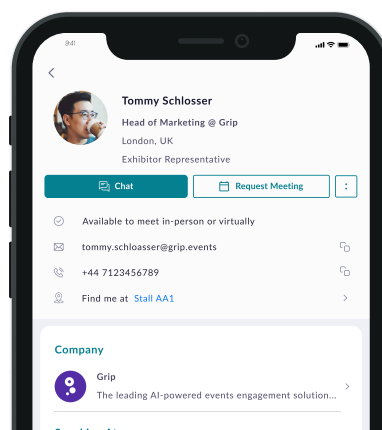 9:41
Tommy Schlosser
Head of Marketing @ Grip
London, UK
Exhibitor Representative
Chat
Request Meeting
Available to meet in-person or virtually
tommy.schloasser@grip.events
+44 7123456789
Find me at Stall AA1
Company
Grip
The leading AI-powered events engagement solution...